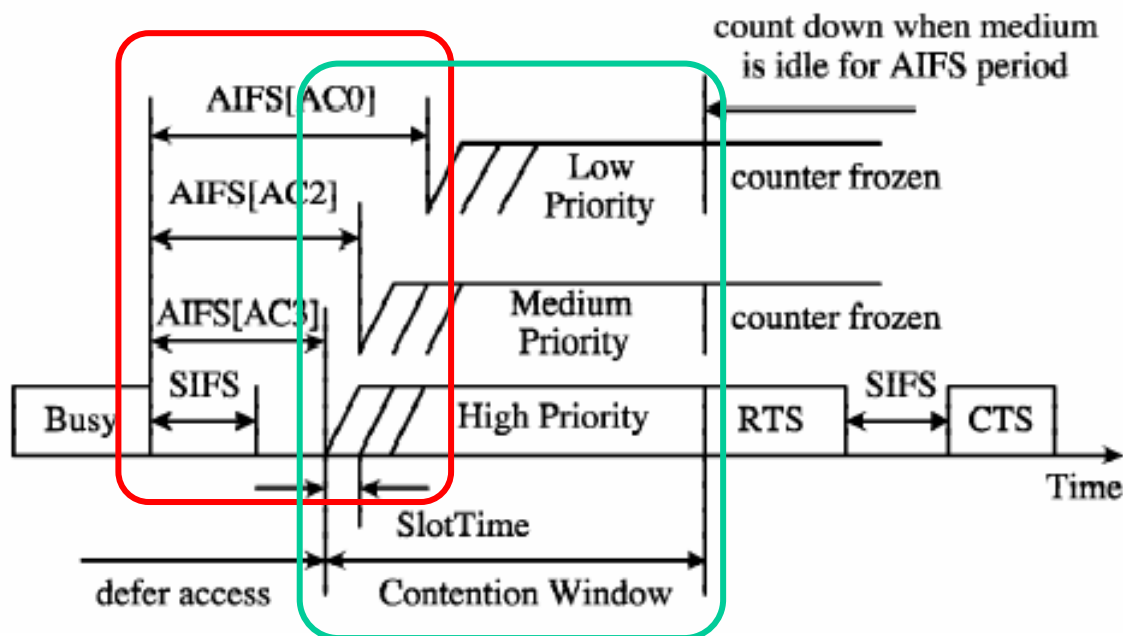 count down when medium
is idle for AIFS period
AIFS[AC0]
Low
Priority
counter frozen
AIFS[AC2]
AIFS[AC3]
Medium
Priority
counter frozen
Busy
SIFS
High Priority
RTS
SIFS
CTS
Time
SlotTime
defer access
Contention Window